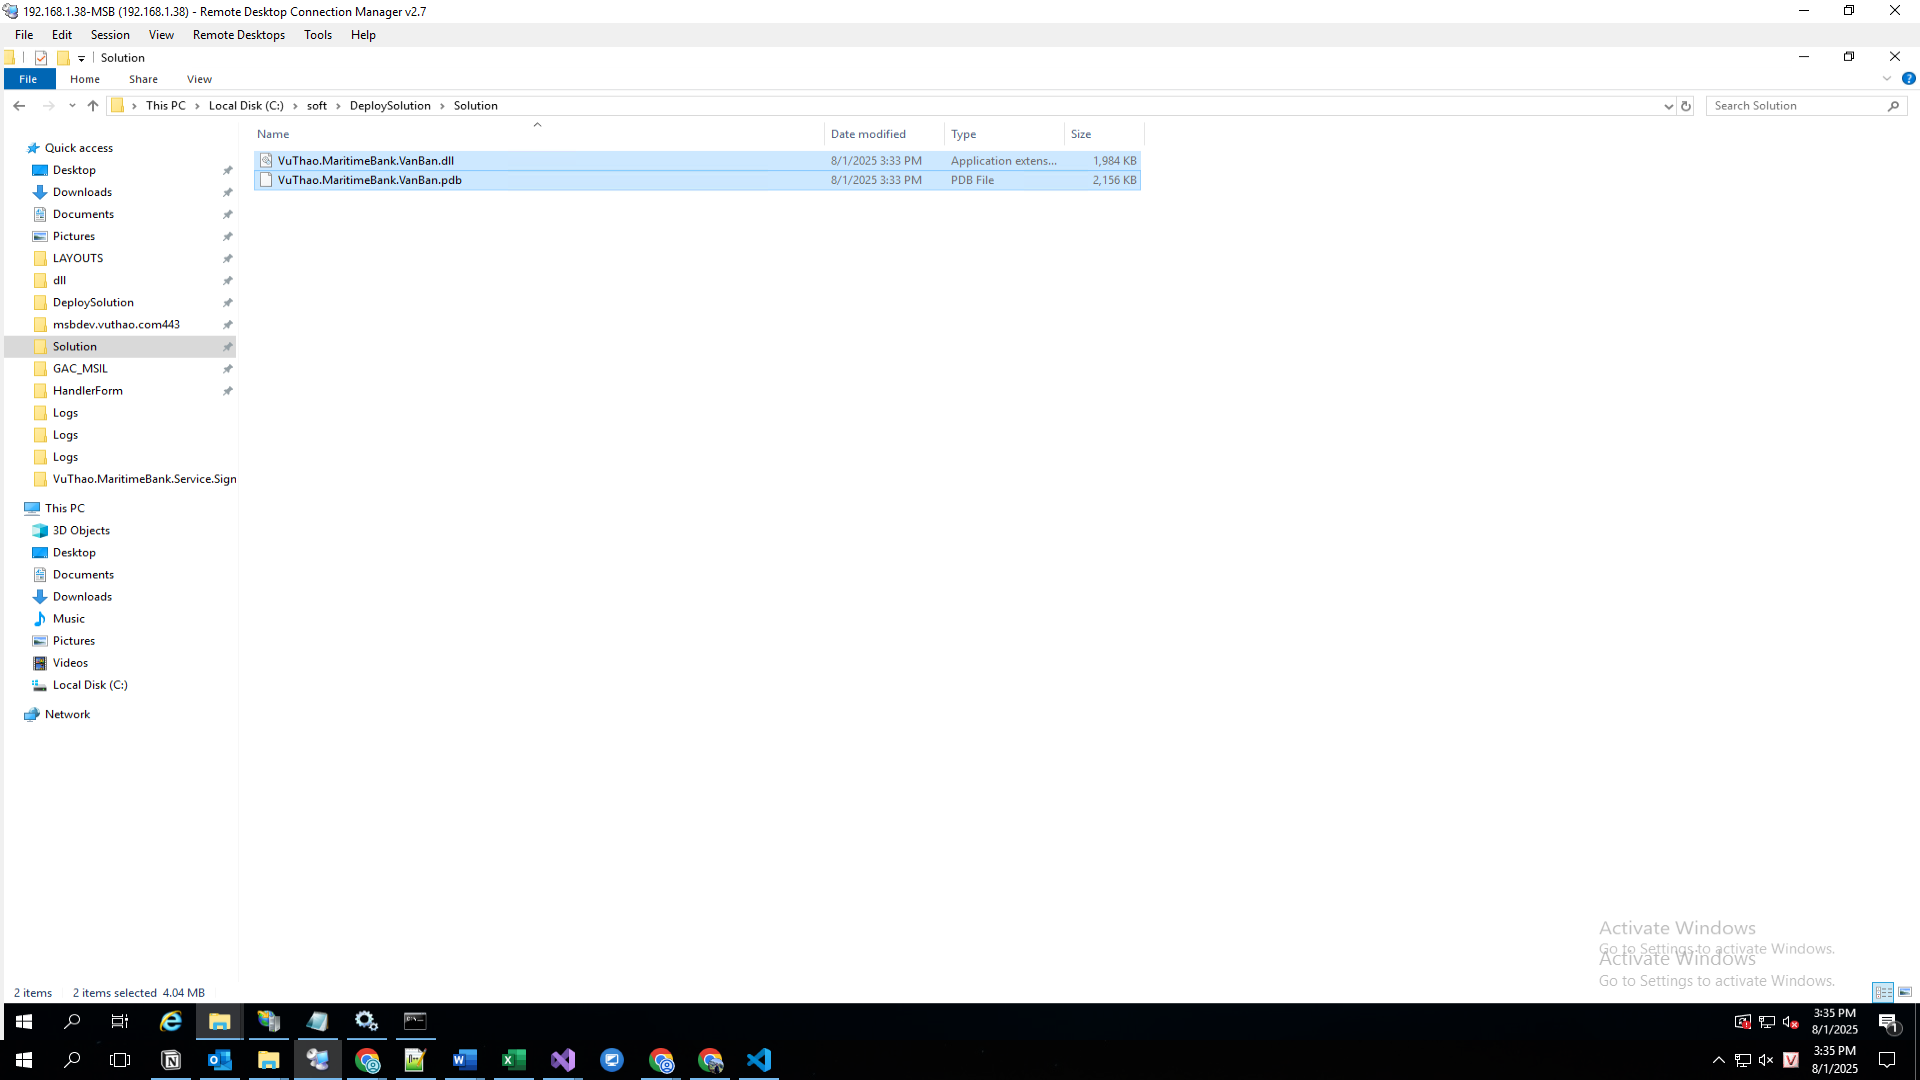 192.168.1.38-MSB (192.168.1.38) - Remote Desktop Connection Manager v2.7
File Edit Session View Remote Desktops Tools Help
Solution
File Home Share View
This PC Local Disk (C:) soft DeploySolution Solution
Search Solution
Name Date modified Type Size
VuThao.MaritimeBank.VanBan.dll 8/1/2025 3:33 PM Application extens... 1,984 KB
VuThao.MaritimeBank.VanBan.pdb 8/1/2025 3:33 PM PDB File 2,156 KB
Quick access
Desktop
Downloads
Documents
Pictures
LAYOUTS
dll
DeploySolution
msbdev.vuthao.com443
Solution
GAC_MSIL
HandlerForm
Logs
Logs
Logs
VuThao.MaritimeBank.Service.Sign
This PC
3D Objects
Desktop
Documents
Downloads
Music
Pictures
Videos
Local Disk (C:)
Network
Activate Windows
Go to Settings to activate Windows.
Activate Windows
Go to Settings to activate Windows.
2 items 2 items selected 4.04 MB
3:35 PM
8/1/2025
1
3:35 PM
8/1/2025